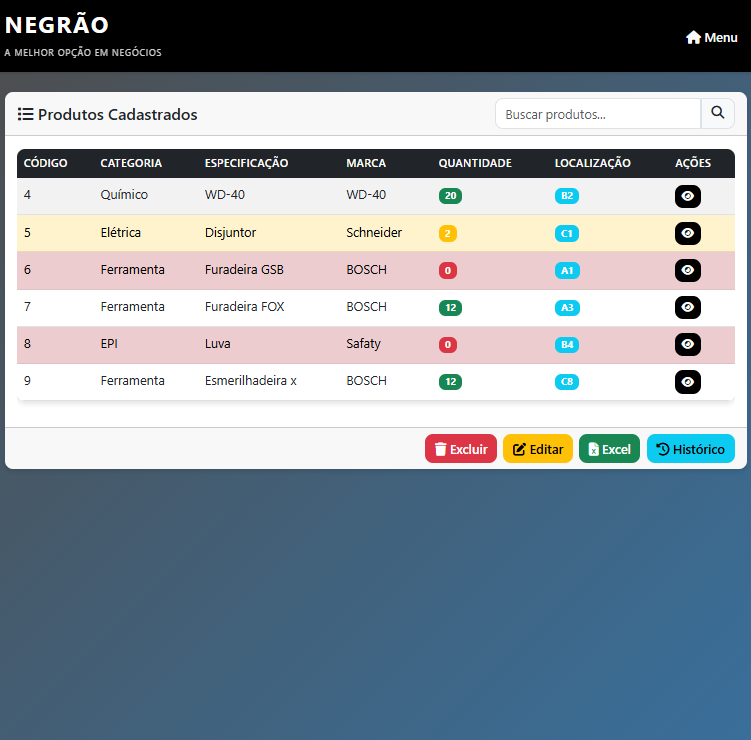 NEGRÃO
A MELHOR OPÇÃO EM NEGÓCIOS
Menu
Produtos Cadastrados
Buscar produtos...
CÓDIGO CATEGORIA ESPECIFICAÇÃO MARCA QUANTIDADE LOCALIZAÇÃO AÇÕES
4 Químico WD-40 WD-40 20 B2
5 Elétrica Disjuntor Schneider 2 C1
6 Ferramenta Furadeira GSB BOSCH 0 A1
7 Ferramenta Furadeira FOX BOSCH 12 A3
8 EPI Luva Safaty 0 B4
9 Ferramenta Esmerilhadeira x BOSCH 12 C8
Excluir Editar Excel Histórico